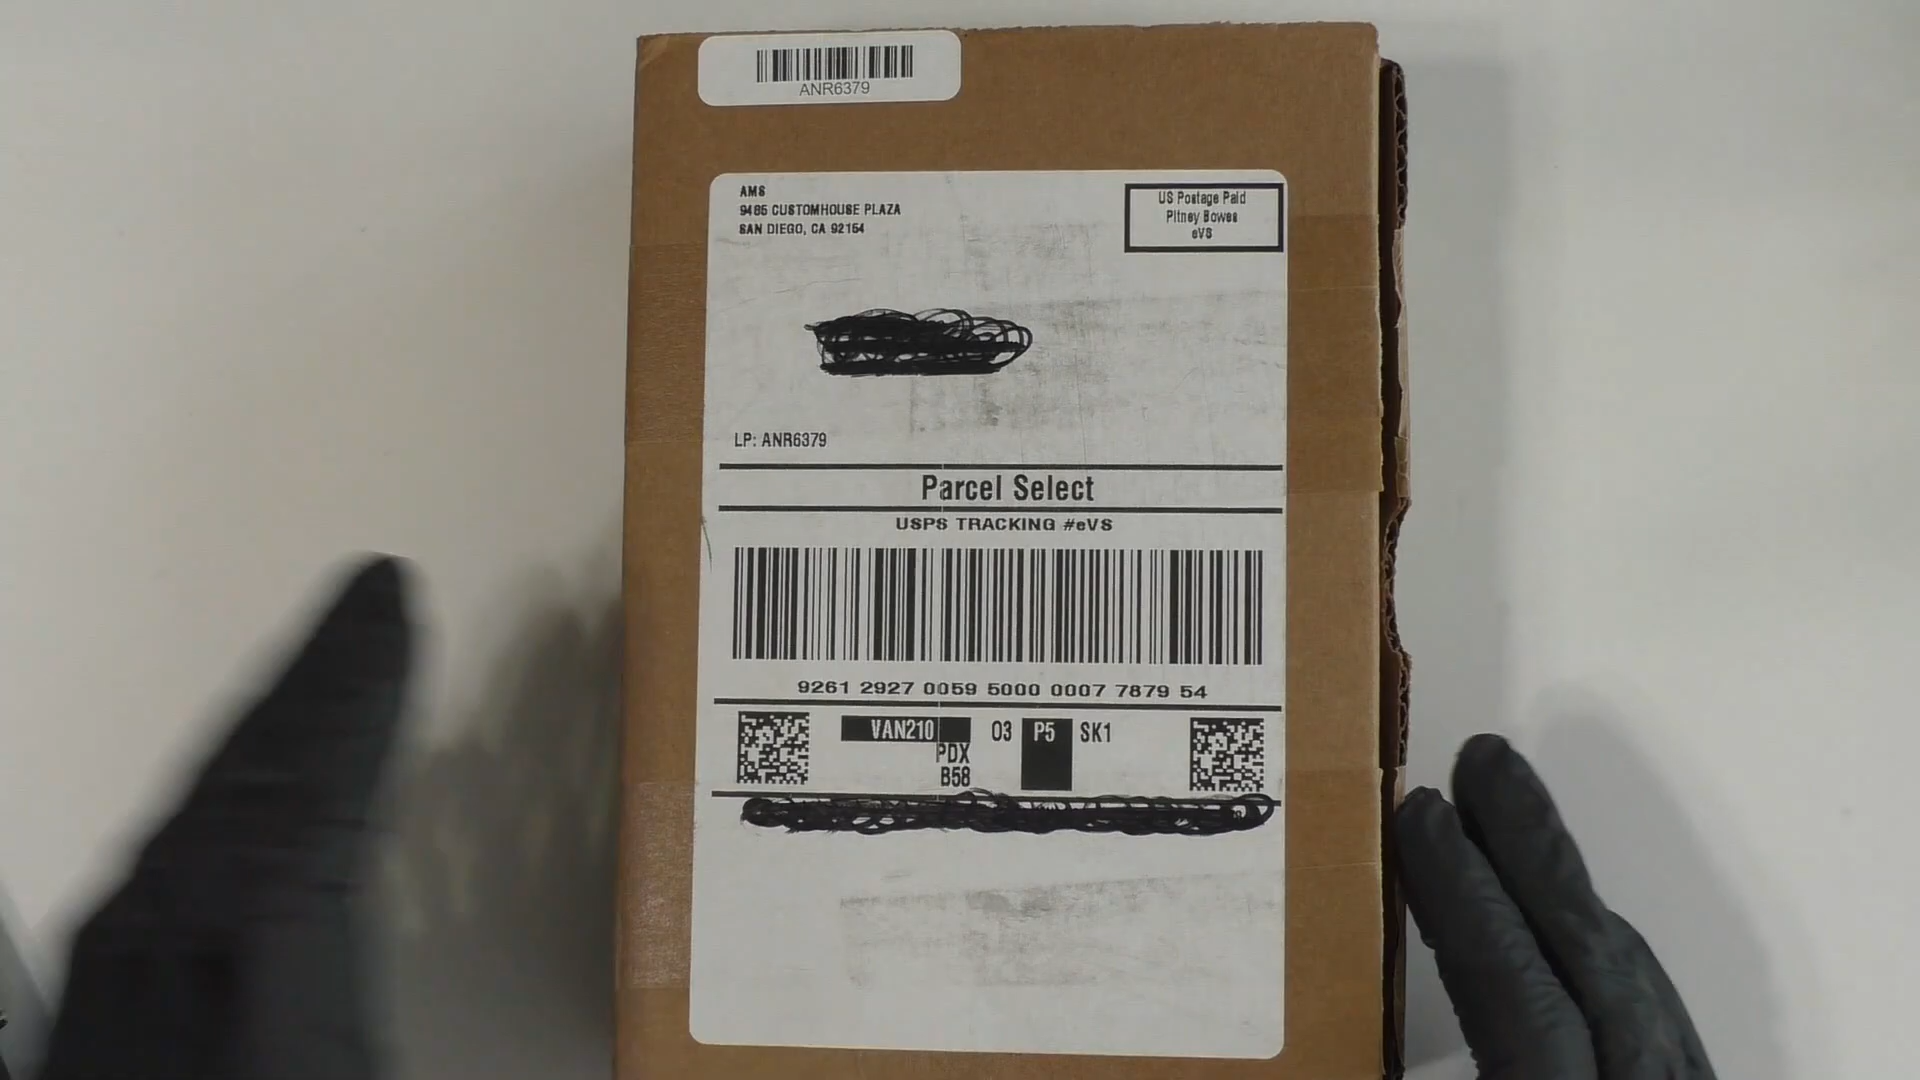 ANR6379
AMS
9485 CUSTOMHOUSE PLAZA
SAN DIEGO, CA 92154
US Postage Paid
Pitney Bowes
eVS
LP: ANR6379
Parcel Select
USPS TRACKING #eVS
9261 2927 0059 5000 0007 7879 54
VAN210 03 P5 SK1
PDX
B58